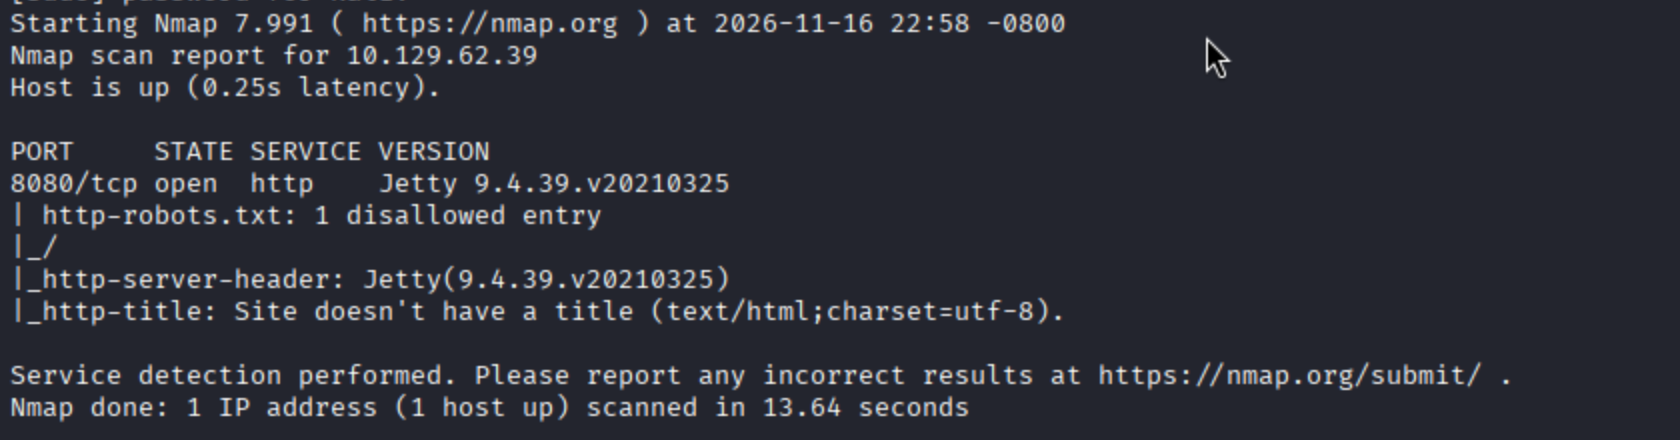 Starting Nmap 7.991 ( https://nmap.org ) at 2026-11-16 22:58 -0800
Nmap scan report for 10.129.62.39
Host is up (0.25s latency).
PORT     STATE SERVICE VERSION
8080/tcp open  http    Jetty 9.4.39.v20210325
| http-robots.txt: 1 disallowed entry
|_/
|_http-server-header: Jetty(9.4.39.v20210325)
|_http-title: Site doesn't have a title (text/html;charset=utf-8).
Service detection performed. Please report any incorrect results at https://nmap.org/submit/ .
Nmap done: 1 IP address (1 host up) scanned in 13.64 seconds